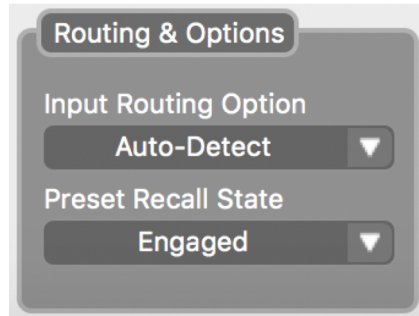 Routing & Options
Input Routing Option
Auto-Detect
Preset Recall State
Engaged